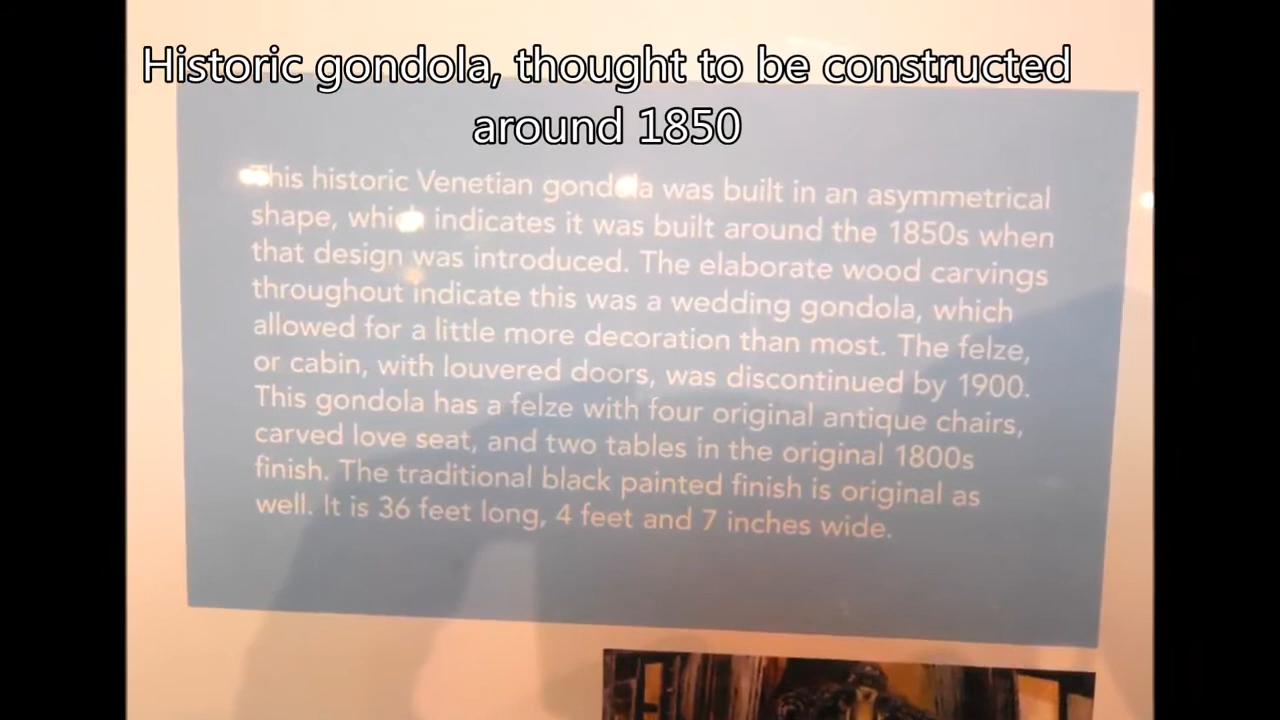 Historic gondola, thought to be constructed
around 1850
This historic Venetian gondola was built in an asymmetrical
shape, which indicates it was built around the 1850s when
that design was introduced. The elaborate wood carvings
throughout indicate this was a wedding gondola, which
allowed for a little more decoration than most. The felze,
or cabin, with louvered doors, was discontinued by 1900.
This gondola has a felze with four original antique chairs,
carved love seat, and two tables in the original 1800s
finish. The traditional black painted finish is original as
well. It is 36 feet long, 4 feet and 7 inches wide.